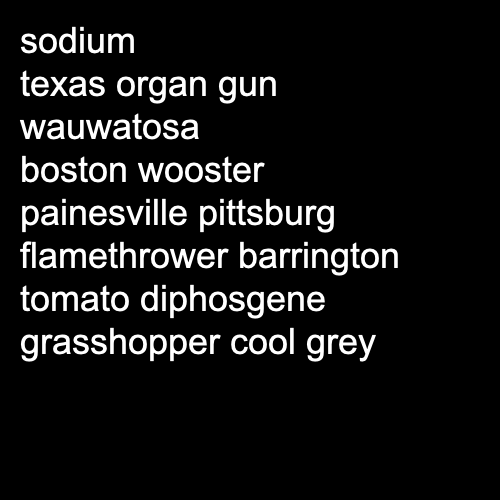 sodium
texas organ gun
wauwatosa
boston wooster
painesville pittsburg
flamethrower barrington
tomato diphosgene
grasshopper cool grey